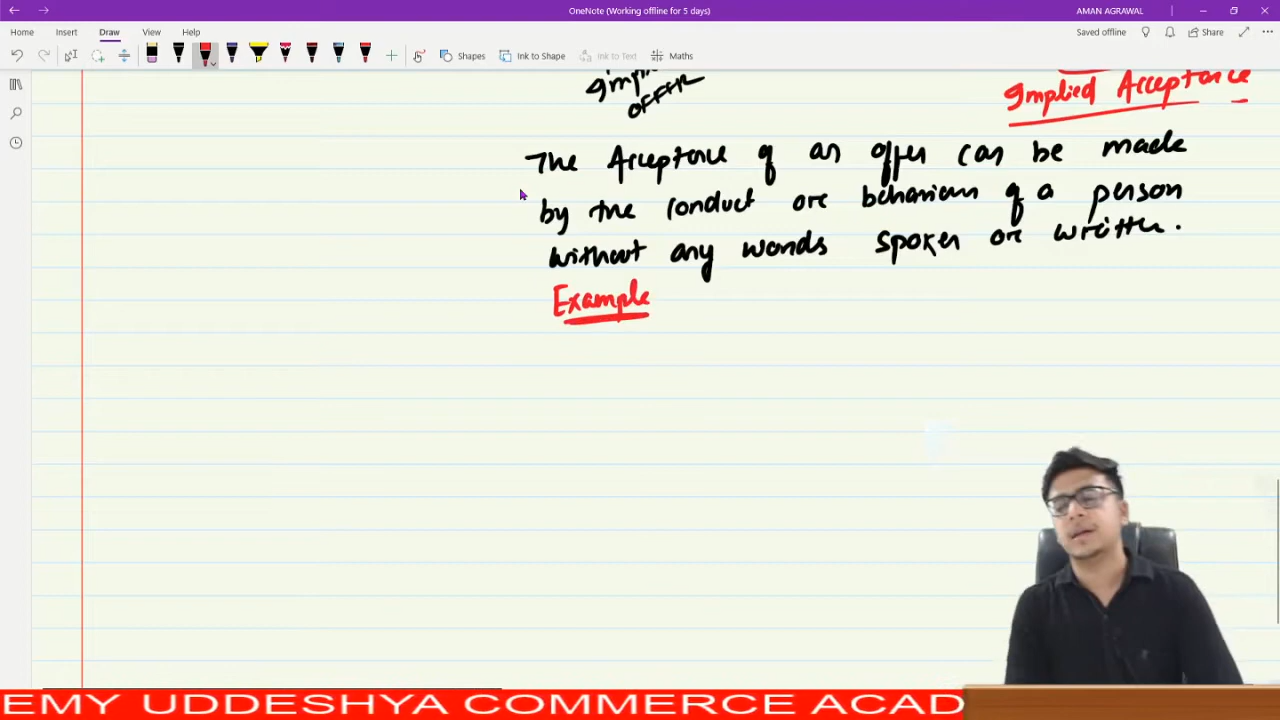 OneNote (Working offline for 5 days)
AMAN AGRAWAL
Home Insert Draw View Help
Saved offline
Share
Shapes
Ink to Shape
Ink to Text
Maths
OFFER
Implied Acceptance
The Acceptance of an offer can be made
by the conduct or behaviour of a person
without any words spoken or written.
Example
EMY UDDESHYA COMMERCE ACAD